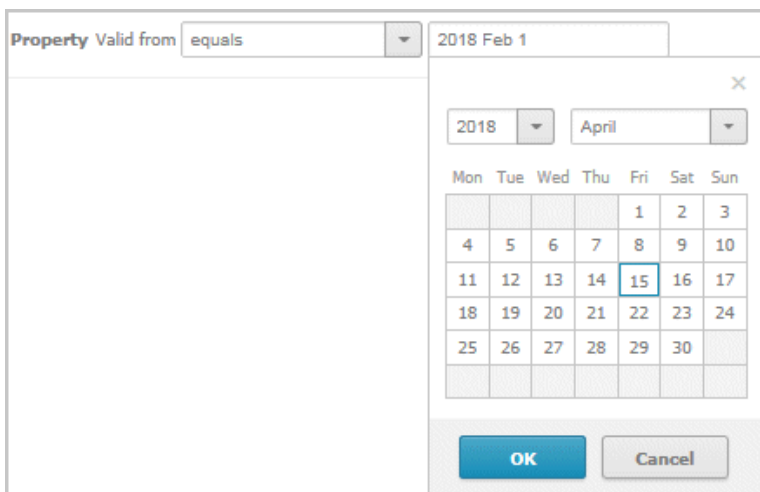 Property Valid from equals 2018 Feb 1
×
2018 April
Mon Tue Wed Thu Fri Sat Sun
1 2 3
4 5 6 7 8 9 10
11 12 13 14 15 16 17
18 19 20 21 22 23 24
25 26 27 28 29 30
OK Cancel